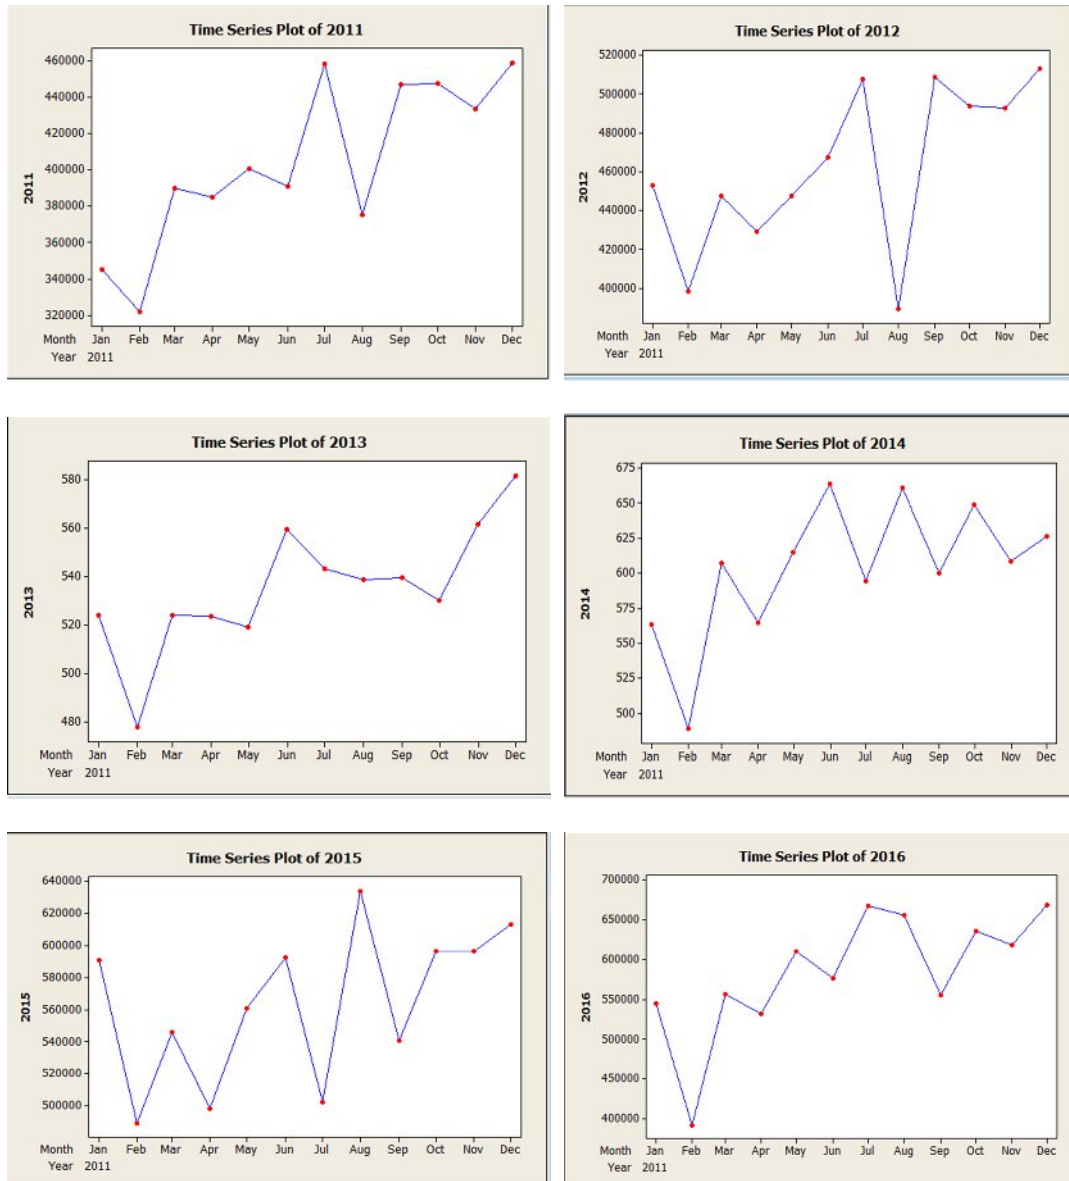 Time Series Plot of 2011
460000
440000
420000
400000
380000
360000
340000
320000
2011
Month Jan Feb Mar Apr May Jun Jul Aug Sep Oct Nov Dec
Year 2011
Time Series Plot of 2012
520000
500000
480000
460000
440000
420000
400000
2012
Month Jan Feb Mar Apr May Jun Jul Aug Sep Oct Nov Dec
Year 2011
Time Series Plot of 2013
580
560
540
520
500
480
2013
Month Jan Feb Mar Apr May Jun Jul Aug Sep Oct Nov Dec
Year 2011
Time Series Plot of 2014
675
650
625
600
575
550
525
500
2014
Month Jan Feb Mar Apr May Jun Jul Aug Sep Oct Nov Dec
Year 2011
Time Series Plot of 2015
640000
620000
600000
580000
560000
540000
520000
500000
2015
Month Jan Feb Mar Apr May Jun Jul Aug Sep Oct Nov Dec
Year 2011
Time Series Plot of 2016
700000
650000
600000
550000
500000
450000
400000
2016
Month Jan Feb Mar Apr May Jun Jul Aug Sep Oct Nov Dec
Year 2011